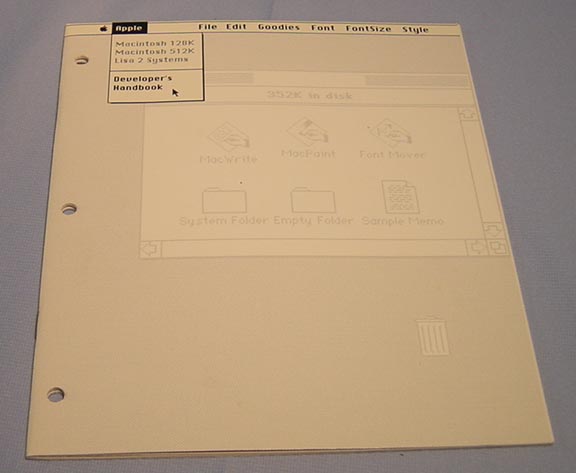 Apple File Edit Goodies Font FontSize Style
Macintosh 128K
Macintosh 512K
Lisa 2 Systems
Developer's
Handbook
352K in disk
MacWrite MacPaint Font Mover
System Folder Empty Folder Sample Memo